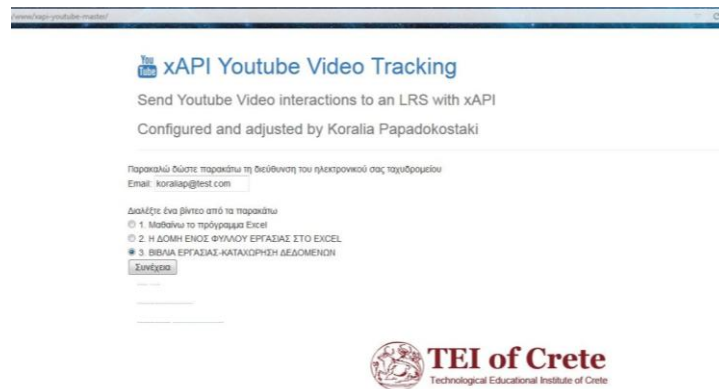 /www/xapi-youtube-master/
You
Tube
xAPI Youtube Video Tracking
Send Youtube Video interactions to an LRS with xAPI
Configured and adjusted by Koralia Papadokostaki
Παρακαλώ δώστε παρακάτω τη διεύθυνση του ηλεκτρονικού σας ταχυδρομείου
Email: koraliap@test.com
Διαλέξτε ένα βίντεο από τα παρακάτω
1. Μαθαίνω το πρόγραμμα Excel
2. Η ΔΟΜΗ ΕΝΟΣ ΦΥΛΛΟΥ ΕΡΓΑΣΙΑΣ ΣΤΟ EXCEL
3. ΒΙΒΛΙΑ ΕΡΓΑΣΙΑΣ-ΚΑΤΑΧΩΡΗΣΗ ΔΕΔΟΜΕΝΩΝ
Συνέχεια
TEI of Crete
Technological Educational Institute of Crete